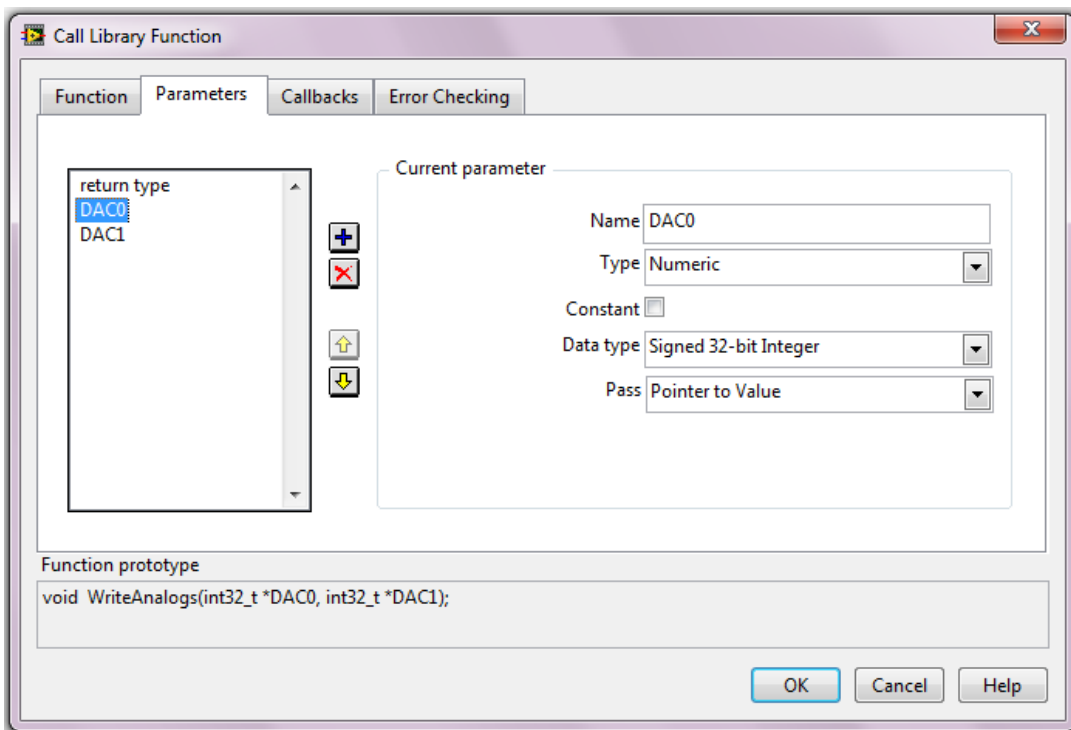 Call Library Function
x
Function Parameters Callbacks Error Checking
return type
DAC0
DAC1
Current parameter
Name DAC0
Type Numeric
Constant
Data type Signed 32-bit Integer
Pass Pointer to Value
Function prototype
void  WriteAnalogs(int32_t *DAC0, int32_t *DAC1);
OK Cancel Help